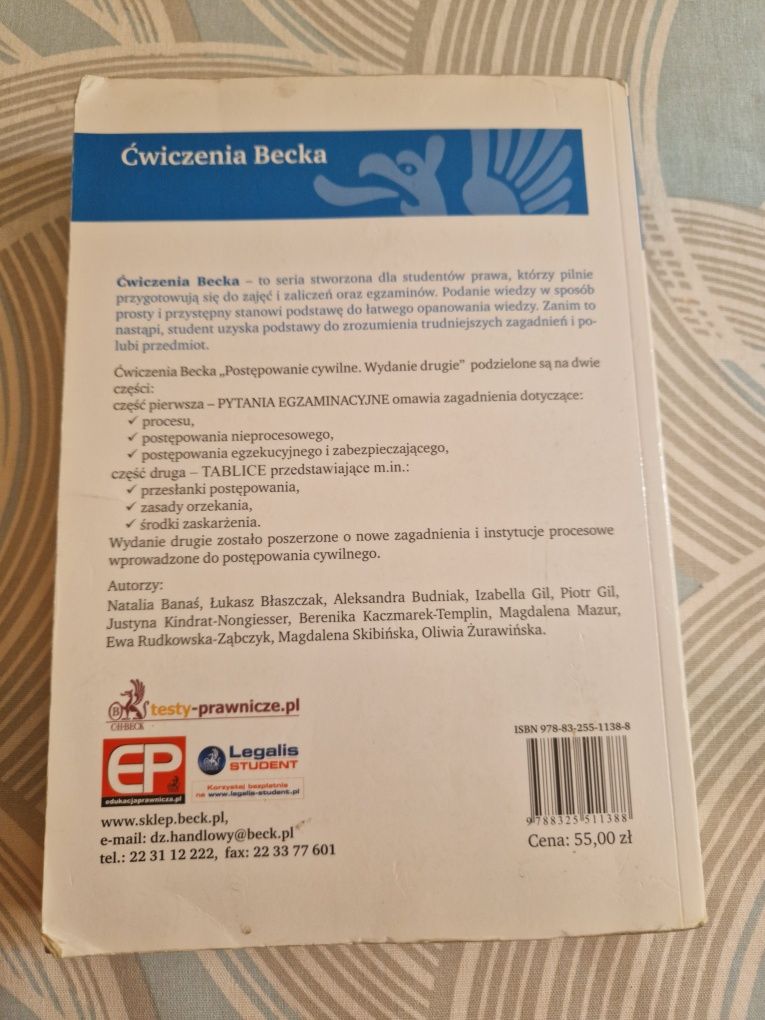 Ćwiczenia Becka
Ćwiczenia Becka – to seria stworzona dla studentów prawa, którzy pilnie
przygotowują się do zajęć i zaliczeń oraz egzaminów. Podanie wiedzy w sposób
prosty i przystępny stanowi podstawę do łatwego opanowania wiedzy. Zanim to
nastąpi, student uzyska podstawy do zrozumienia trudniejszych zagadnień i po-
lubi przedmiot.
Ćwiczenia Becka „Postępowanie cywilne. Wydanie drugie” podzielone są na dwie
części:
część pierwsza – PYTANIA EGZAMINACYJNE omawia zagadnienia dotyczące:
✓ procesu,
✓ postępowania nieprocesowego,
✓ postępowania egzekucyjnego i zabezpieczającego,
część druga – TABLICE przedstawiające m.in.:
✓ przesłanki postępowania,
✓ zasady orzekania,
✓ środki zaskarżenia.
Wydanie drugie zostało poszerzone o nowe zagadnienia i instytucje procesowe
wprowadzone do postępowania cywilnego.
Autorzy:
Natalia Banaś, Łukasz Błaszczak, Aleksandra Budniak, Izabella Gil, Piotr Gil,
Justyna Kindrat-Nongiesser, Berenika Kaczmarek-Templin, Magdalena Mazur,
Ewa Rudkowska-Ząbczyk, Magdalena Skibińska, Oliwia Żurawińska.
testy-prawnicze.pl
B
C·H·BECK
EP
edukacjaprawnicza.pl
Legalis
STUDENT
Korzystaj bezpłatnie
na www.legalis-student.pl
www.sklep.beck.pl,
e-mail: dz.handlowy@beck.pl
tel.: 22 31 12 222, fax: 22 33 77 601
ISBN 978-83-255-1138-8
9 788325 511388
Cena: 55,00 zł